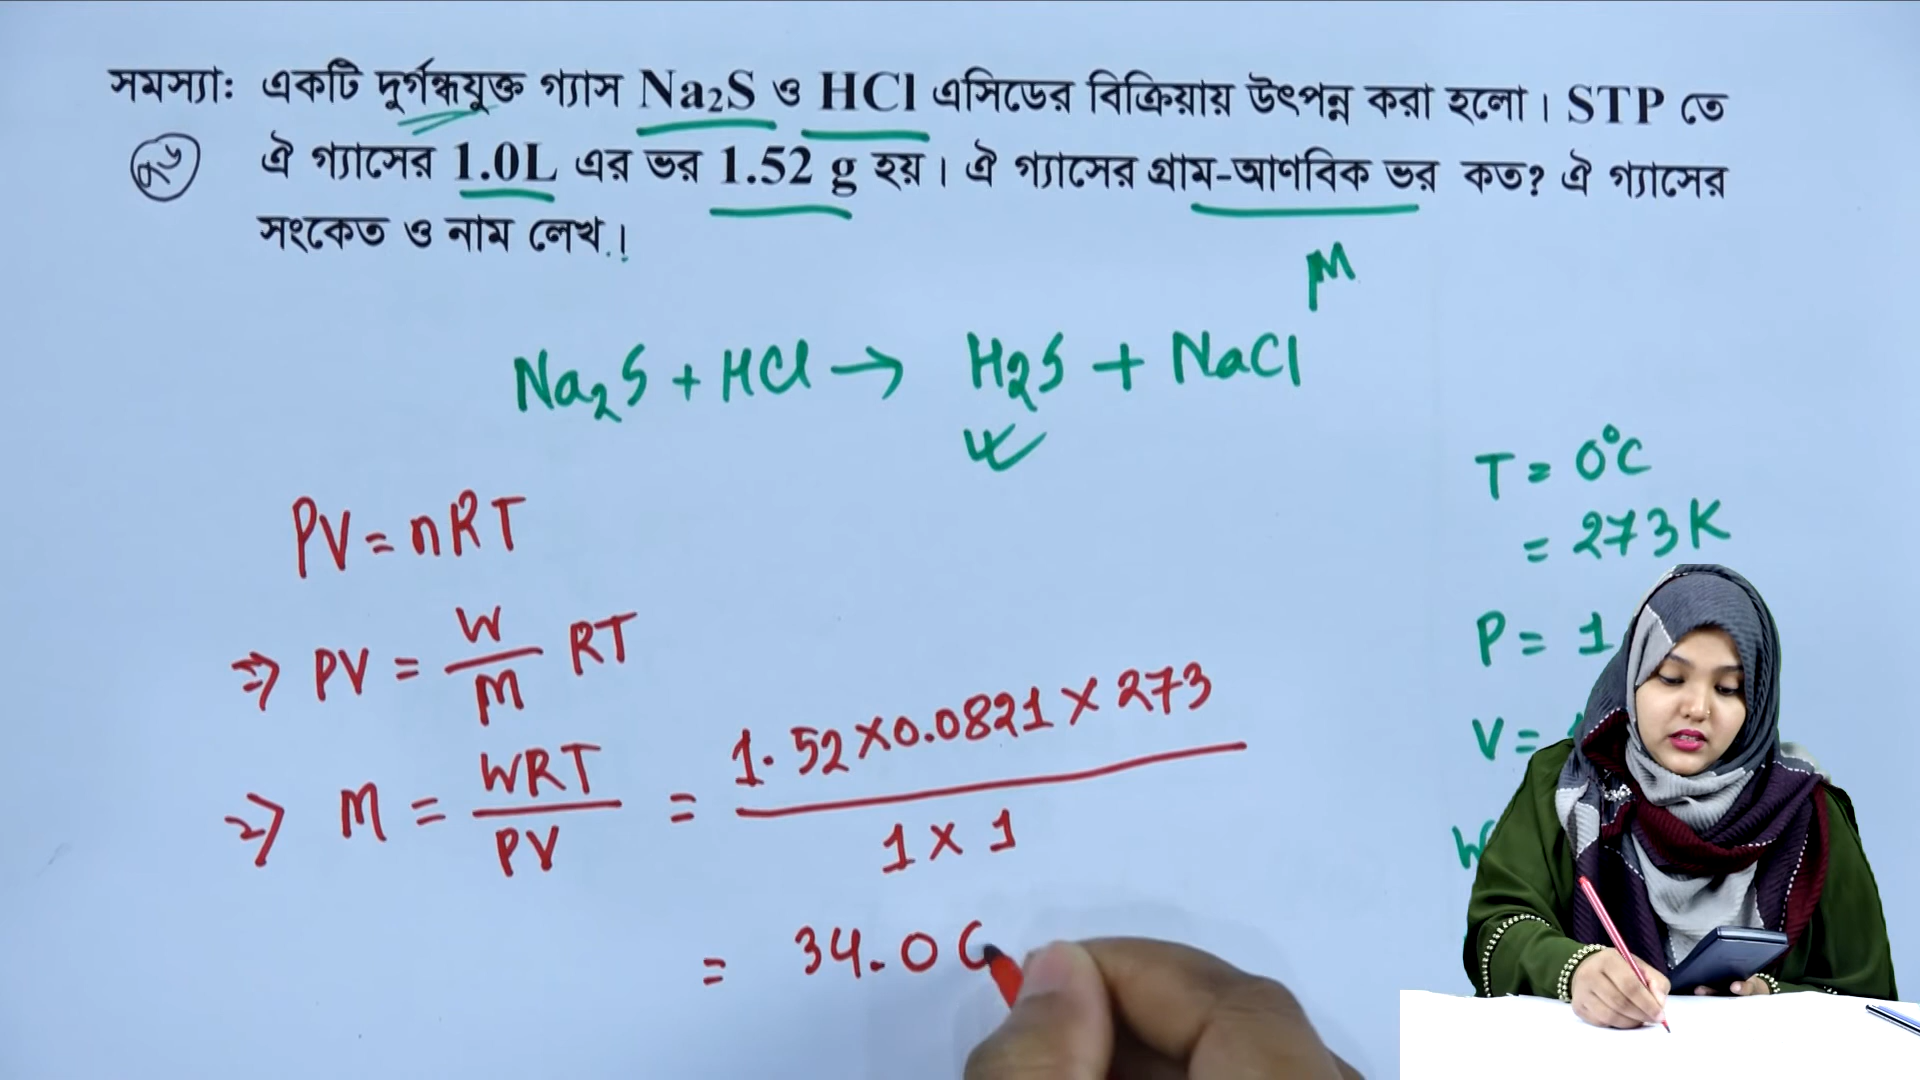 সমস্যাঃ একটি দুর্গন্ধযুক্ত গ্যাস Na₂S ও HCl এসিডের বিক্রিয়ায় উৎপন্ন করা হলো। STP তে
ঐ গ্যাসের 1.0L এর ভর 1.52 g হয়। ঐ গ্যাসের গ্রাম-আণবিক ভর কত? ঐ গ্যাসের
সংকেত ও নাম লেখ।
M
Na₂S + HCl → H₂S + NaCl
T = 0°C
= 273K
P = 1
V =
W
PV = nRT
⇒ PV = W/M RT
⇒ M = WRT/PV = 1.52×0.0821×273/1×1
= 34.0